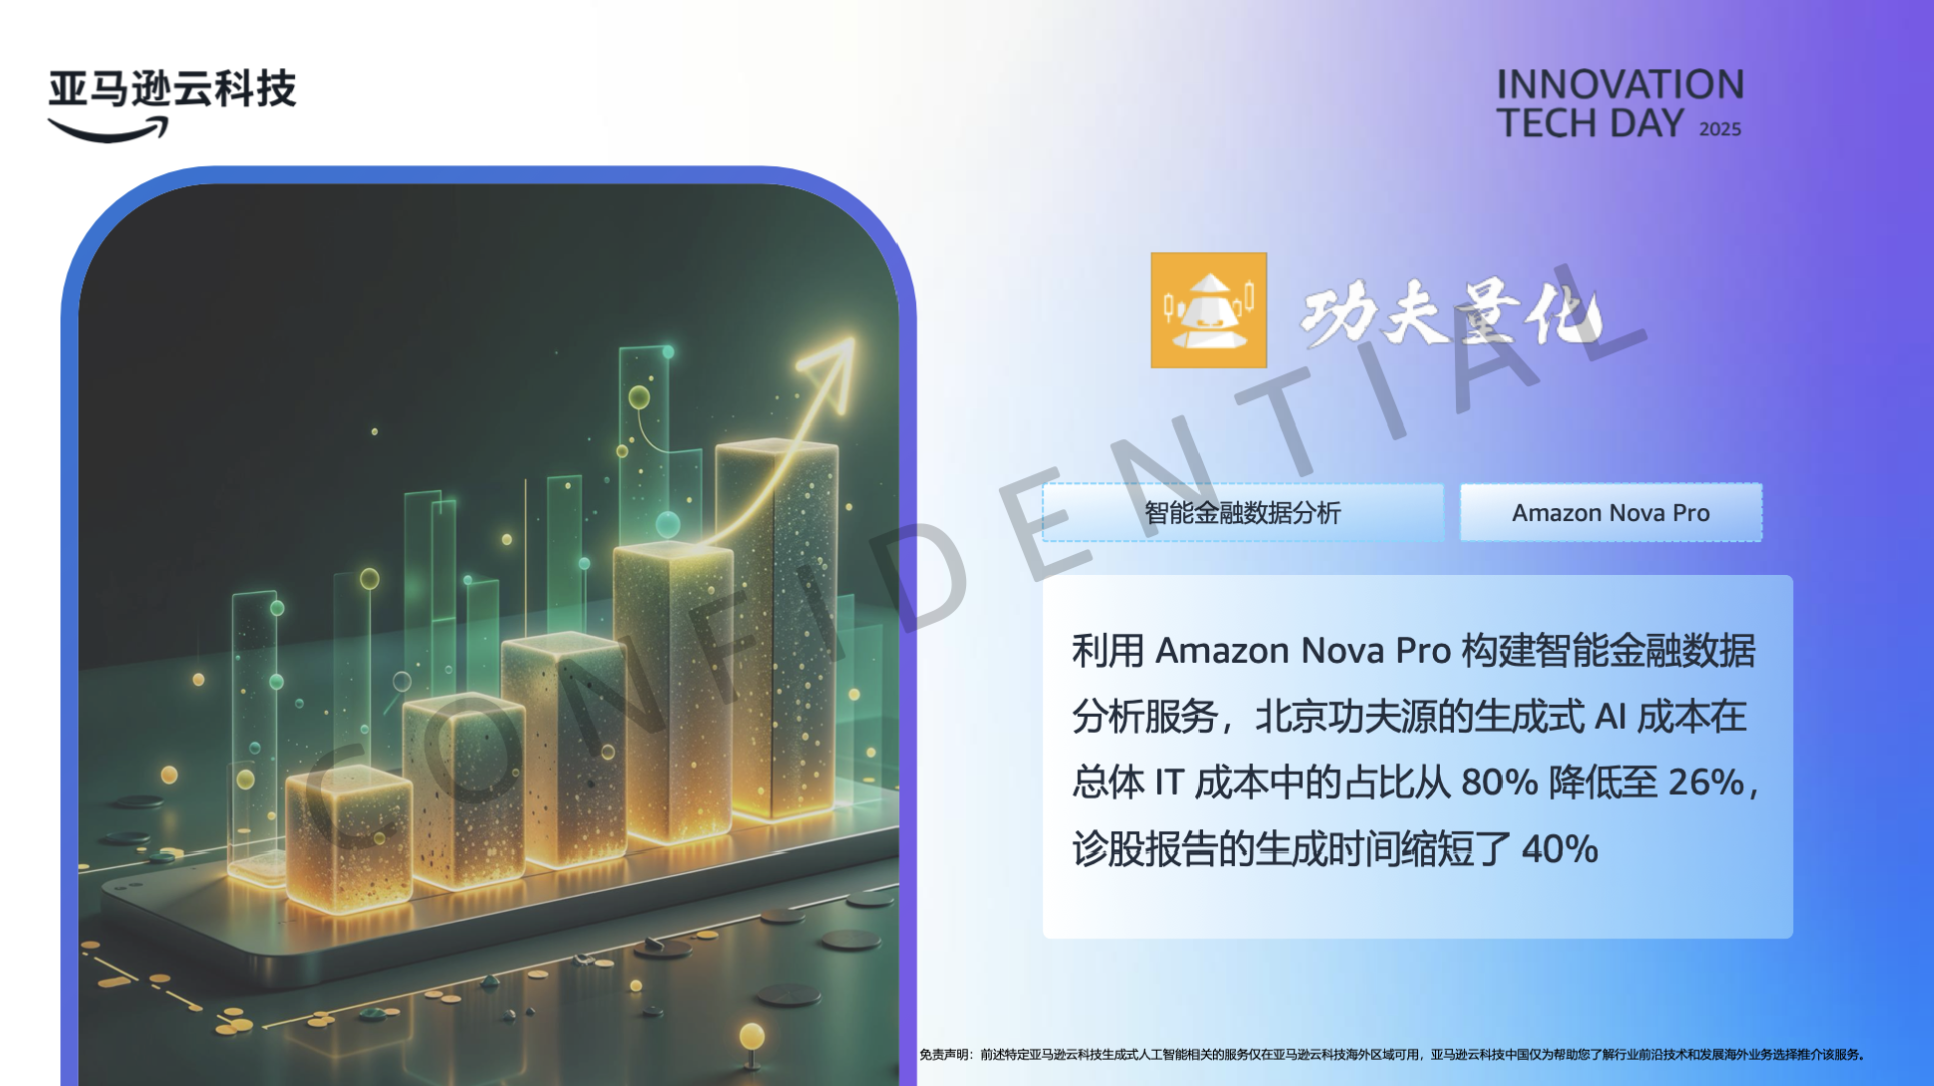 亚马逊云科技
INNOVATION
TECH DAY 2025
功夫量化
CONFIDENTIAL
智能金融数据分析
Amazon Nova Pro
利用 Amazon Nova Pro 构建智能金融数据
分析服务，北京功夫源的生成式 AI 成本在
总体 IT 成本中的占比从 80% 降低至 26%，
诊股报告的生成时间缩短了 40%
免责声明：前述特定亚马逊云科技生成式人工智能相关的服务仅在亚马逊云科技海外区域可用，亚马逊云科技中国仅为帮助您了解行业前沿技术和发展海外业务选择推介该服务。